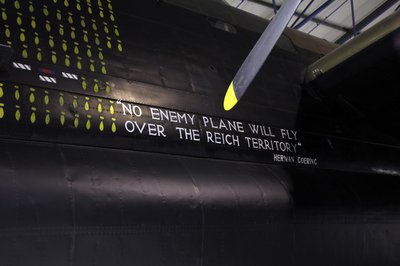 "NO ENEMY PLANE WILL FLY
OVER THE REICH TERRITORY"
HERMAN GOERING